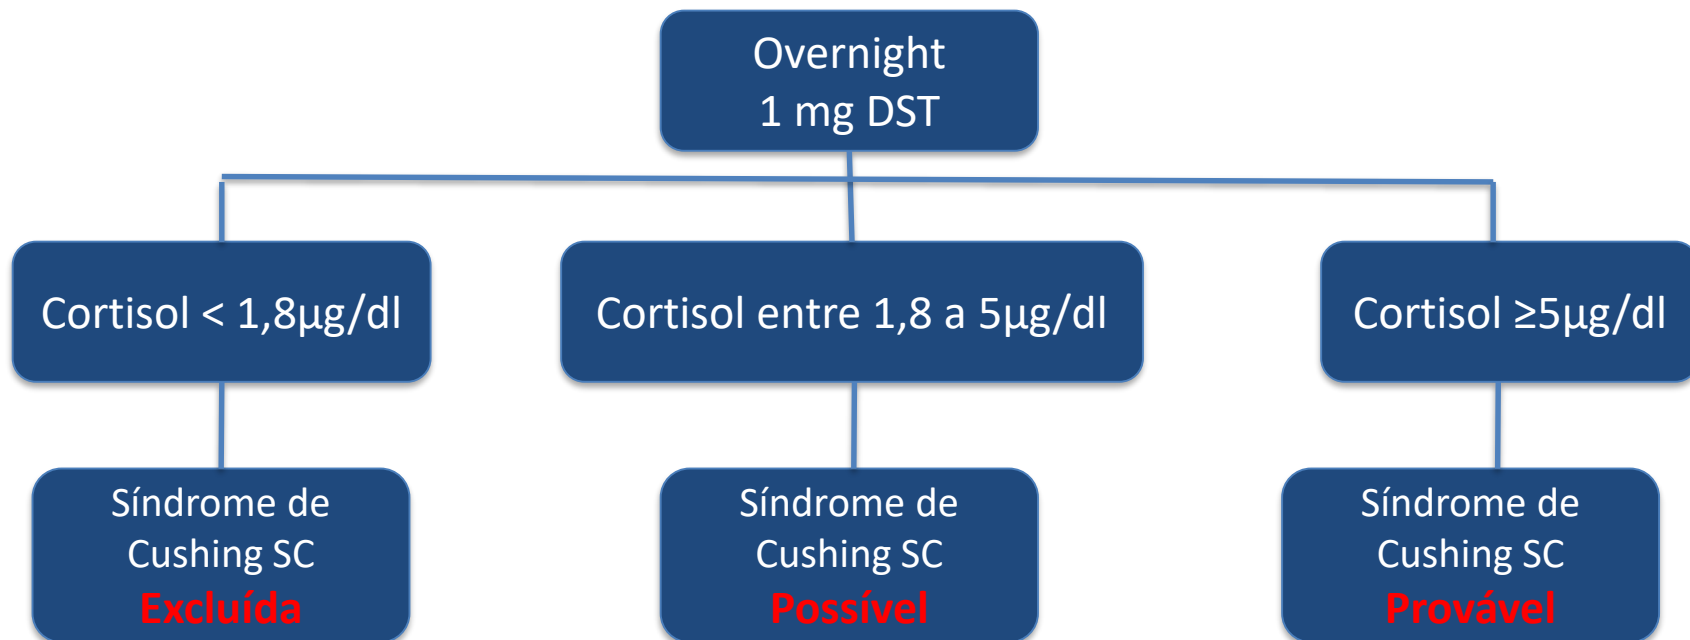 Overnight
1 mg DST
Cortisol < 1,8µg/dl
Cortisol entre 1,8 a 5µg/dl
Cortisol ≥5µg/dl
Síndrome de
Cushing SC
Excluída
Síndrome de
Cushing SC
Possível
Síndrome de
Cushing SC
Provável